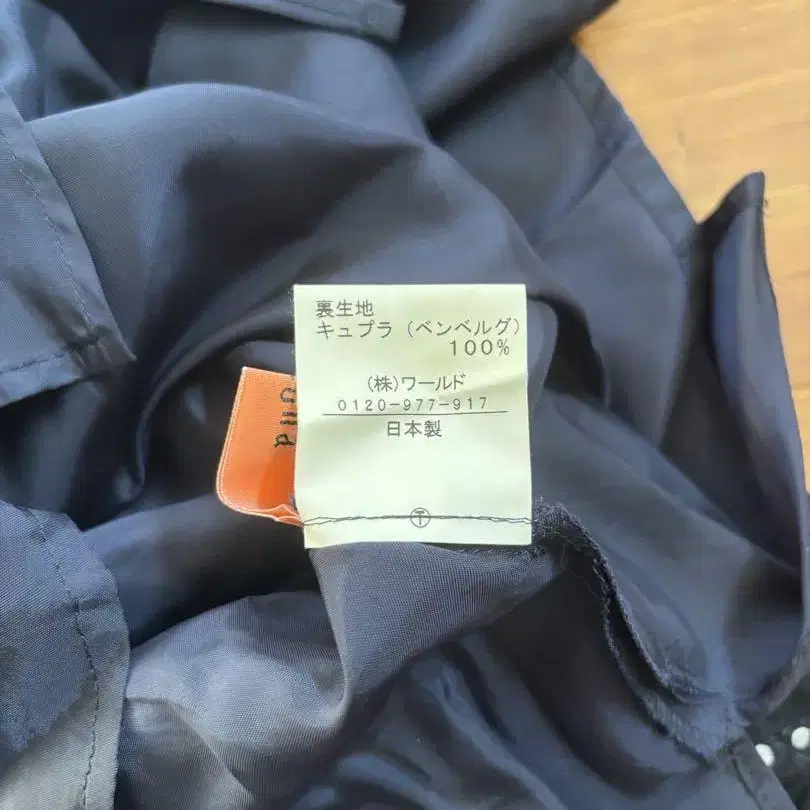 裏生地
キュプラ（ベンベルグ）
100%
（株）ワールド
0120-977-917
日本製
Ⓣ